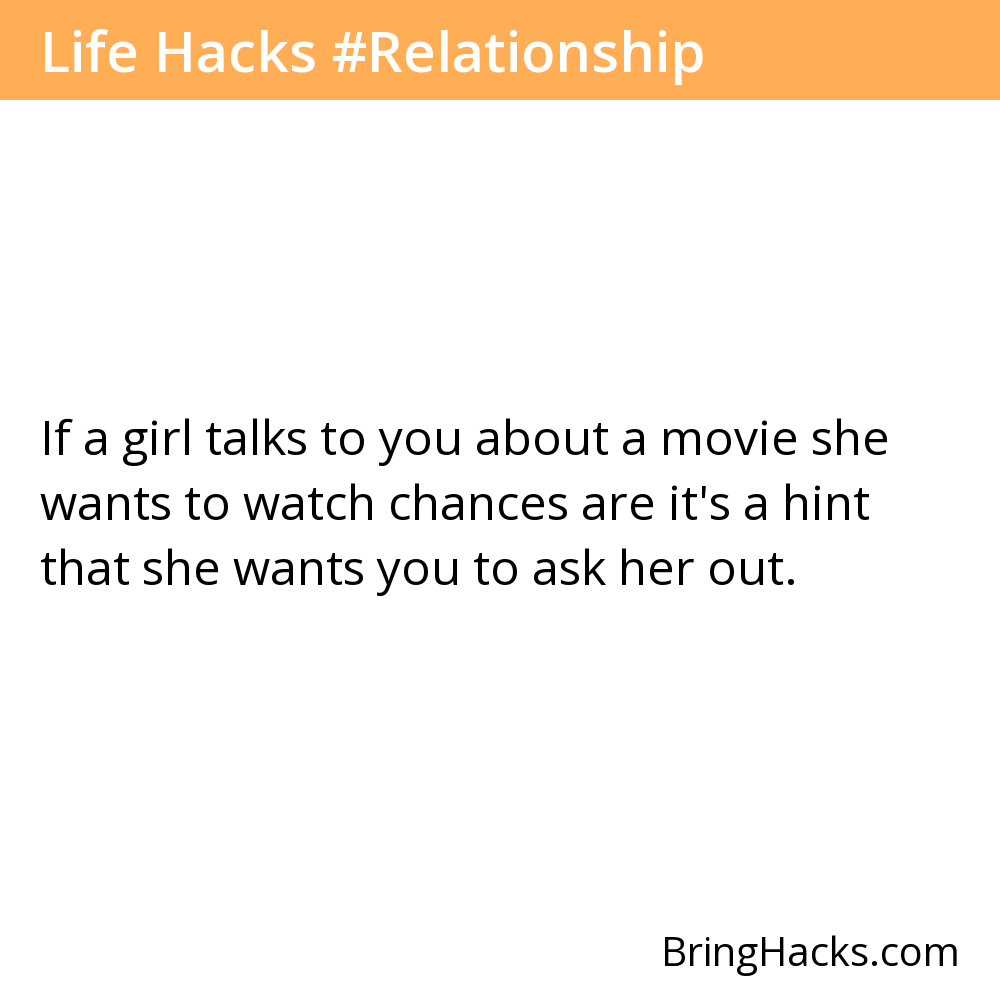 Life Hacks #Relationship
If a girl talks to you about a movie she
wants to watch chances are it's a hint
that she wants you to ask her out.
BringHacks.com